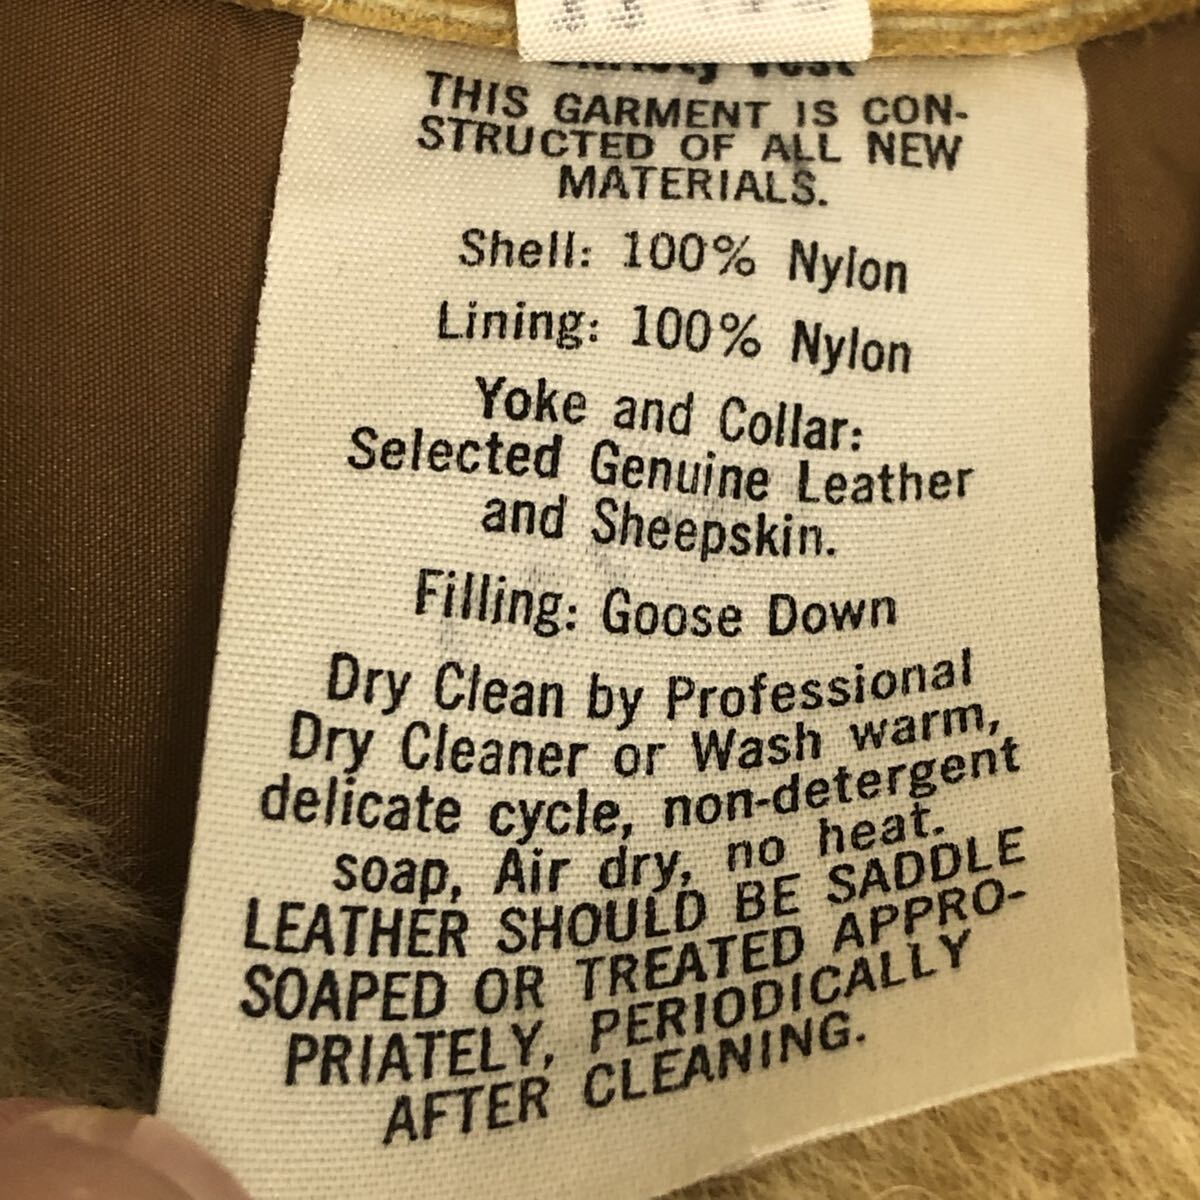 Vest
THIS GARMENT IS CON-
STRUCTED OF ALL NEW
MATERIALS.
Shell: 100% Nylon
Lining: 100% Nylon
Yoke and Collar:
Selected Genuine Leather
and Sheepskin.
Filling: Goose Down
Dry Clean by Professional
Dry Cleaner or Wash warm,
delicate cycle, non-detergent
soap, Air dry, no heat.
LEATHER SHOULD BE SADDLE
SOAPED OR TREATED APPRO-
PRIATELY, PERIODICALLY
AFTER CLEANING.